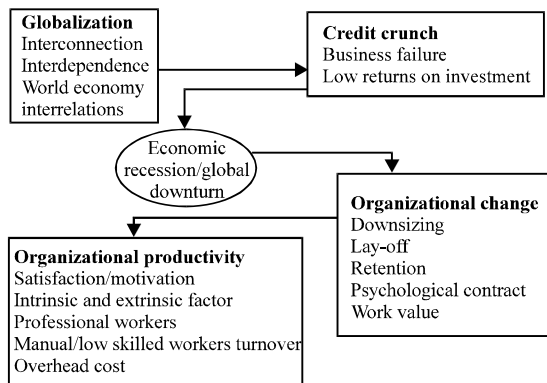 Globalization
Interconnection
Interdependence
World economy
interrelations
Credit crunch
Business failure
Low returns on investment
Economic
recession/global
downturn
Organizational change
Downsizing
Lay-off
Retention
Psychological contract
Work value
Organizational productivity
Satisfaction/motivation
Intrinsic and extrinsic factor
Professional workers
Manual/low skilled workers turnover
Overhead cost